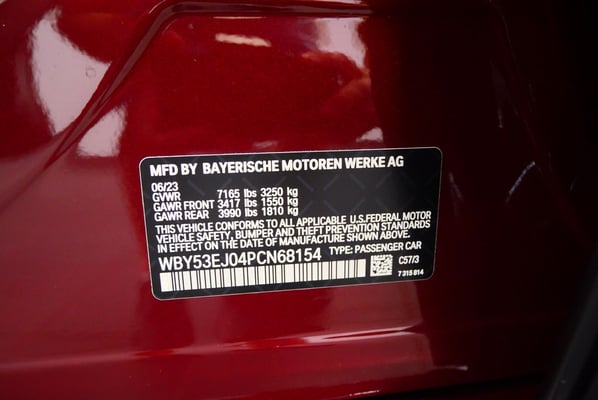 MFD BY BAYERISCHE MOTOREN WERKE AG
06/23
GVWR 7165 lbs 3250 kg
GAWR FRONT 3417 lbs 1550 kg
GAWR REAR 3990 lbs 1810 kg
THIS VEHICLE CONFORMS TO ALL APPLICABLE U.S.FEDERAL MOTOR
VEHICLE SAFETY, BUMPER AND THEFT PREVENTION STANDARDS
IN EFFECT ON THE DATE OF MANUFACTURE SHOWN ABOVE.
WBY53EJ04PCN68154 TYPE: PASSENGER CAR
C57/3
7 315 814